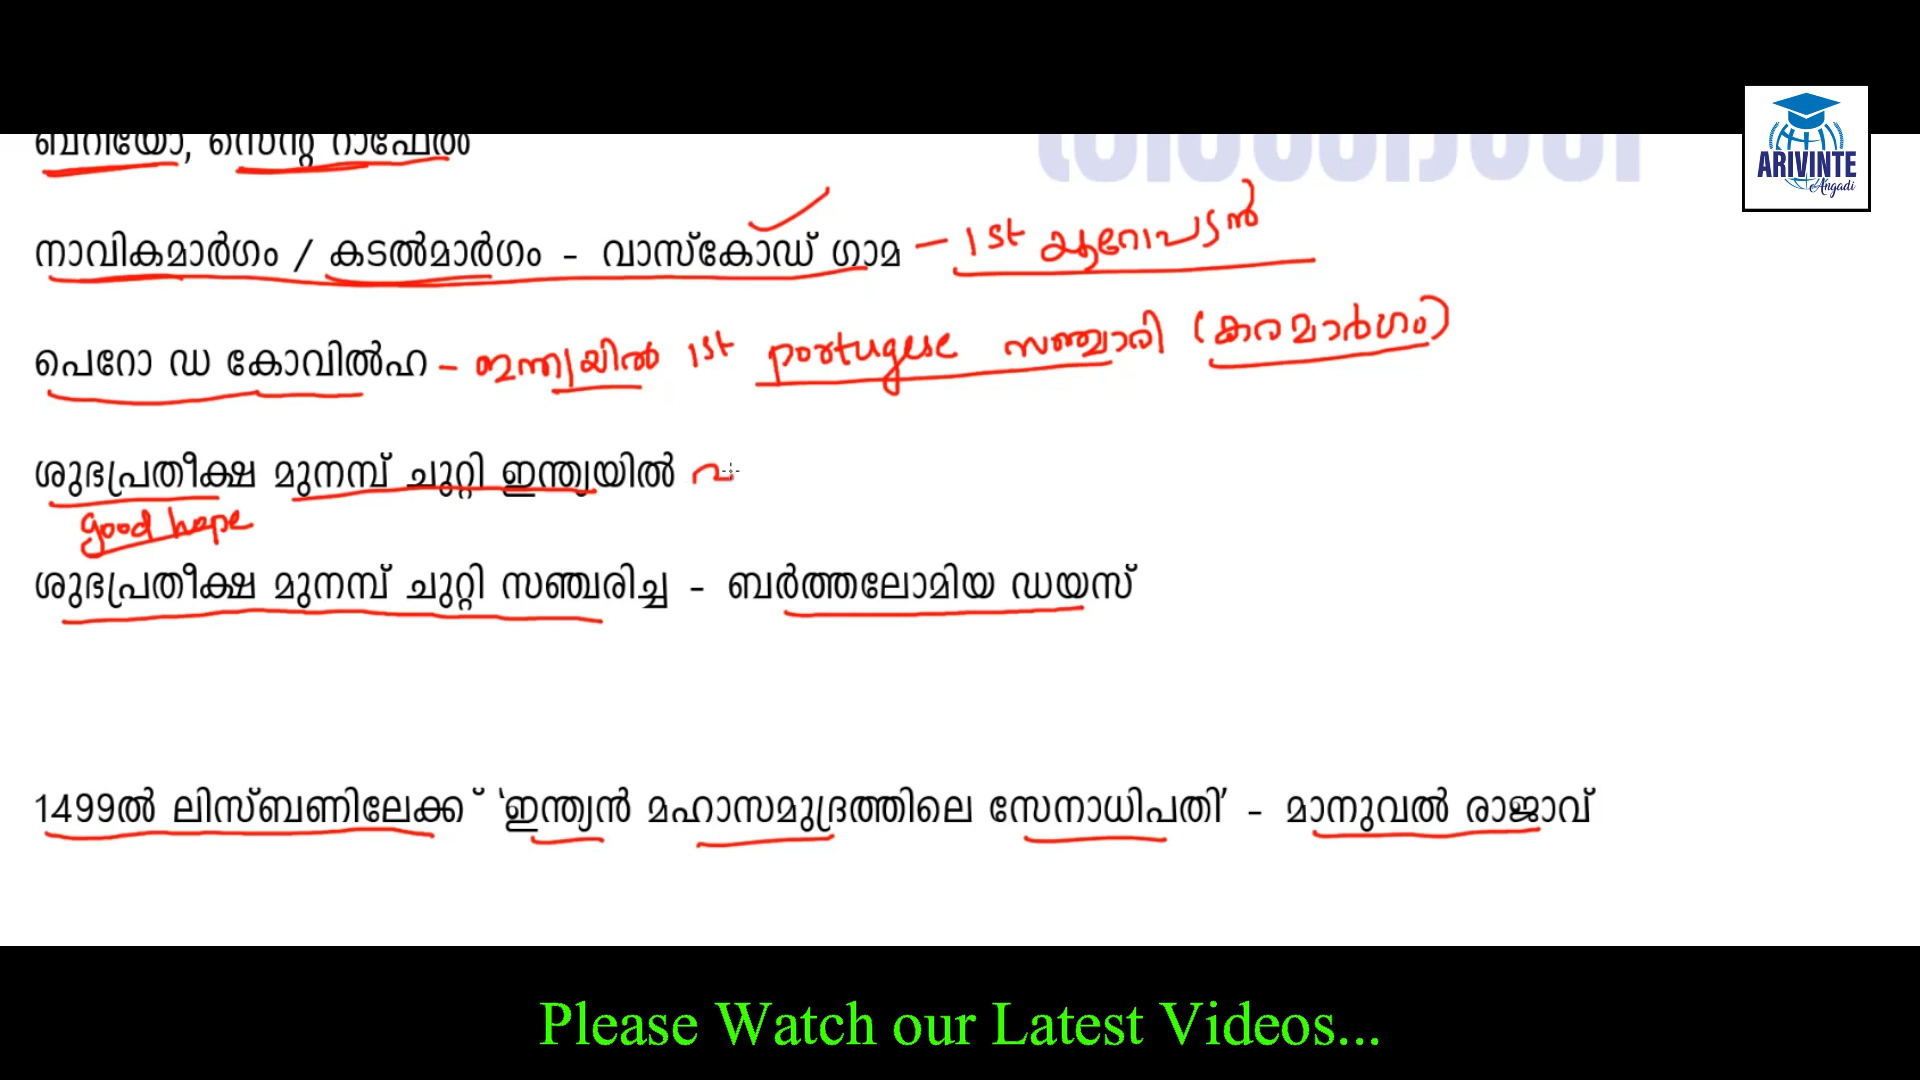 ബറിയോ, സെന്റ് റാഫേൽ
ARIVINTE
Angadi
നാവികമാർഗം / കടൽമാർഗം - വാസ്കോഡ് ഗാമ – 1st യൂറോപ്യൻ
പെറോ ഡ കോവിൽഹ - ഇന്ത്യയിൽ 1st portugese സഞ്ചാരി (കരമാർഗം)
ശുഭപ്രതീക്ഷ മുനമ്പ് ചുറ്റി ഇന്ത്യയിൽ വ
good hope
ശുഭപ്രതീക്ഷ മുനമ്പ് ചുറ്റി സഞ്ചരിച്ച - ബർത്തലോമിയ ഡയസ്
1499ൽ ലിസ്ബണിലേക്ക് 'ഇന്ത്യൻ മഹാസമുദ്രത്തിലെ സേനാധിപതി' - മാനുവൽ രാജാവ്
Please Watch our Latest Videos...